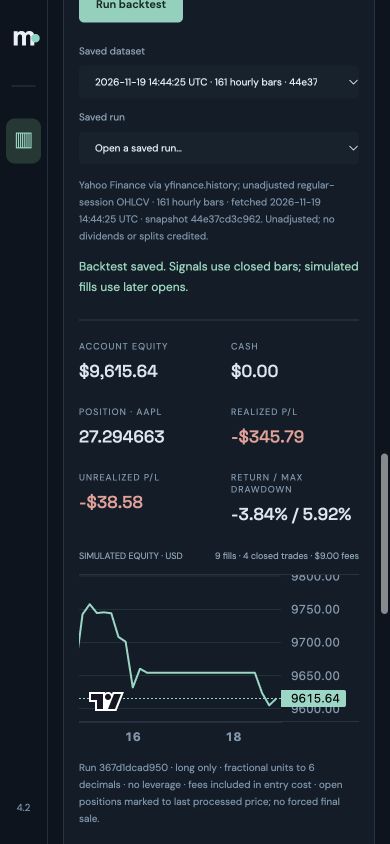 Run backtest
m
Saved dataset
2026-11-19 14:44:25 UTC · 161 hourly bars · 44e37
Saved run
Open a saved run...
Yahoo Finance via yfinance.history; unadjusted regular-
session OHLCV · 161 hourly bars · fetched 2026-11-19
14:44:25 UTC · snapshot 44e37cd3c962. Unadjusted; no
dividends or splits credited.
Backtest saved. Signals use closed bars; simulated
fills use later opens.
ACCOUNT EQUITY
$9,615.64
CASH
$0.00
POSITION · AAPL
27.294663
REALIZED P/L
-$345.79
UNREALIZED P/L
-$38.58
RETURN / MAX
DRAWDOWN
-3.84% / 5.92%
SIMULATED EQUITY · USD
9 fills · 4 closed trades · $9.00 fees
9800.00
9750.00
9700.00
9650.00
9615.64
9600.00
16
18
Run 367d1dcad950 · long only · fractional units to 6
decimals · no leverage · fees included in entry cost · open
positions marked to last processed price; no forced final
sale.
4.2